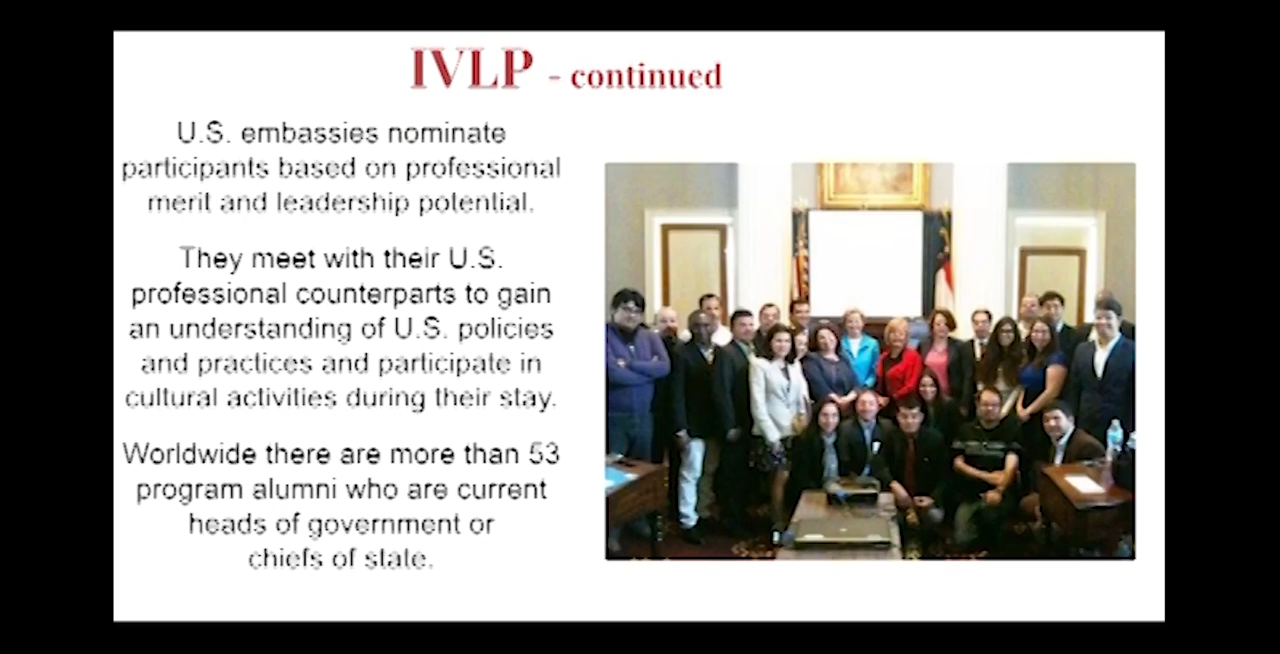 IVLP - continued
U.S. embassies nominate
participants based on professional
merit and leadership potential.
They meet with their U.S.
professional counterparts to gain
an understanding of U.S. policies
and practices and participate in
cultural activities during their stay.
Worldwide there are more than 53
program alumni who are current
heads of government or
chiefs of state.